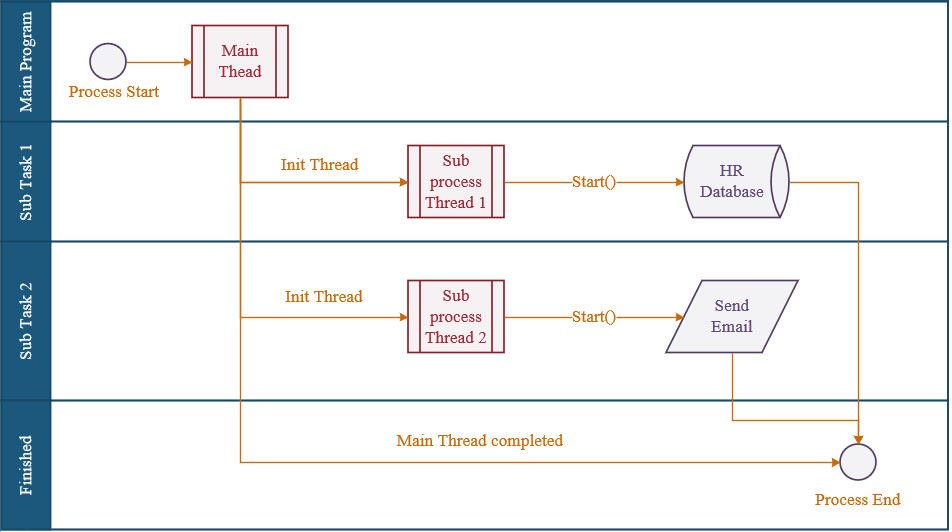 Main Program
Process Start
Main
Thead
Sub Task 1
Init Thread
Sub
process
Thread 1
Start()
HR
Database
Sub Task 2
Init Thread
Sub
process
Thread 2
Start()
Send
Email
Finished
Main Thread completed
Process End